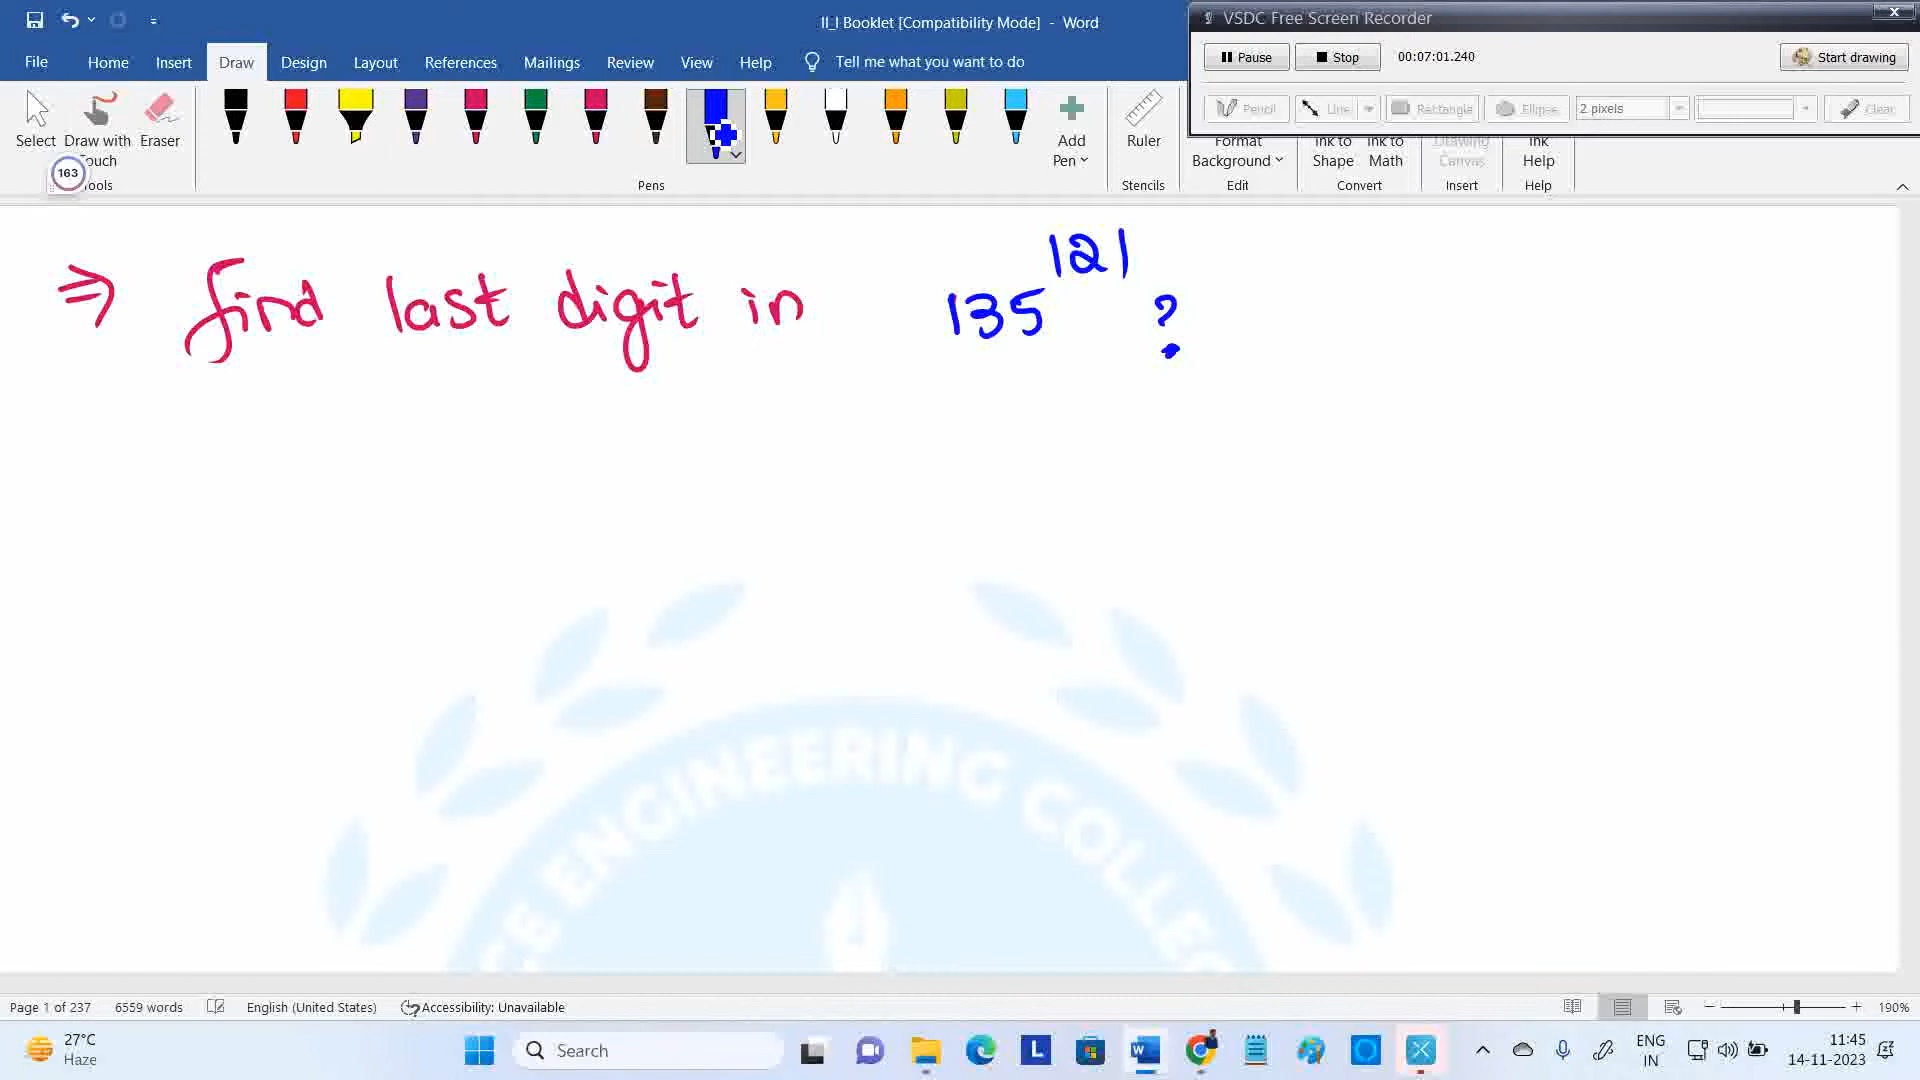 II_I Booklet [Compatibility Mode] - Word
VSDC Free Screen Recorder
File Home Insert Draw Design Layout References Mailings Review View Help Tell me what you want to do
Pause Stop 00:07:01.240 Start drawing
Pencil Line Rectangle Ellipse 2 pixels Clear
Select Draw with Touch Eraser Add Pen Ruler Format Background Ink to Shape Ink to Math Drawing Canvas Ink Help
163
Tools Pens Stencils Edit Convert Insert Help
⇒ find last digit in 135^121 ?
CE ENGINEERING COLLEG
Page 1 of 237 6559 words English (United States) Accessibility: Unavailable 190%
27°C
Haze
Search
ENG
IN
11:45
14-11-2023